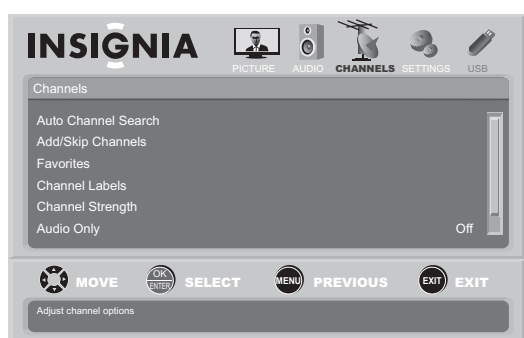 INSIGNIA
PICTURE AUDIO CHANNELS SETTINGS USB
Channels
Auto Channel Search
Add/Skip Channels
Favorites
Channel Labels
Channel Strength
Audio Only Off
MOVE OK ENTER SELECT MENU PREVIOUS EXIT EXIT
Adjust channel options